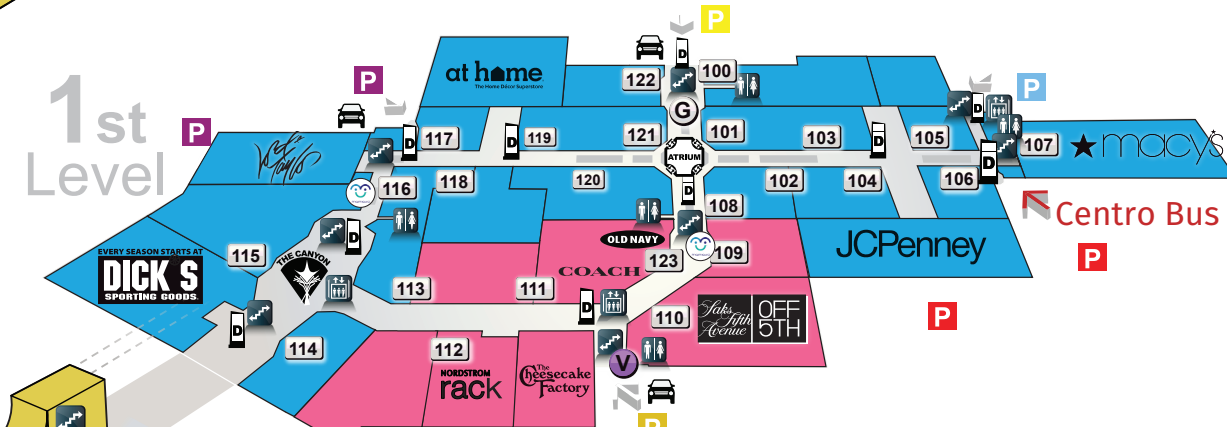 P
at home
The Home Décor Superstore
122
D
100
G
P
P
1st
Level
P
D
117
119
D
121
101
103
105
D
107
macy's
Lord & Taylor
ATRIUM
116
118
120
D
102
104
D
106
D
108
Centro Bus
OLD NAVY
EVERY SEASON STARTS AT
DICK'S
SPORTING GOODS
115
THE CANYON
D
COACH
123
109
JCPenney
P
113
111
D
110
Saks
Fifth
Avenue
OFF
5TH
P
D
114
112
NORDSTROM
rack
The
Cheesecake
Factory
V
P